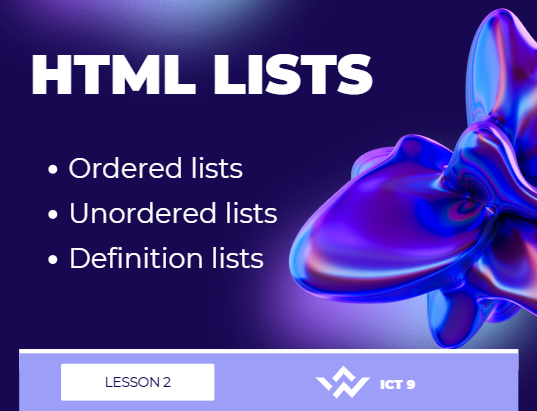 HTML LISTS
• Ordered lists
• Unordered lists
• Definition lists
LESSON 2
ICT 9